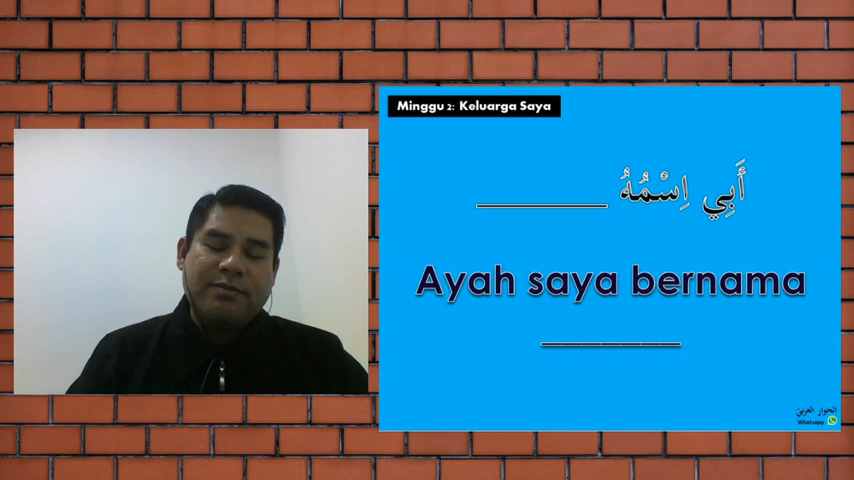 Minggu 2: Keluarga Saya
أَبِي اِسْمُهُ ________
Ayah saya bernama
________
الحوار العربي
Whatsapp